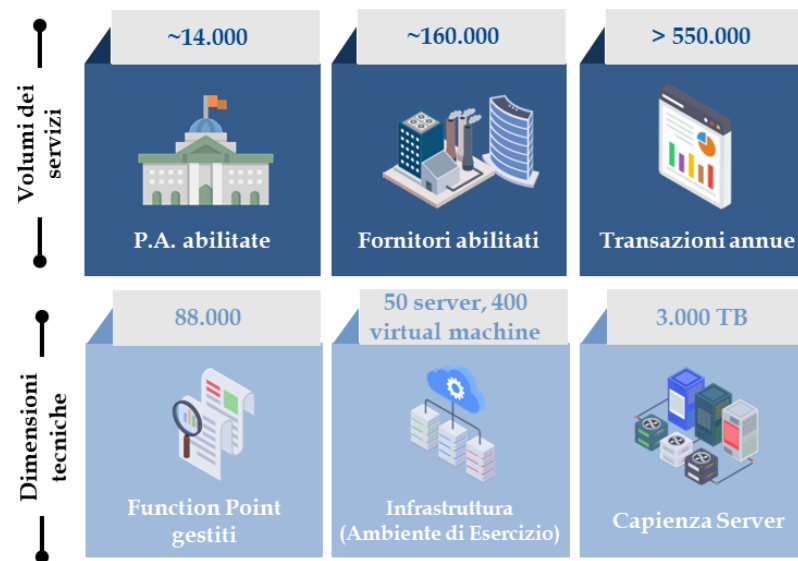 Volumi dei
servizi
~14.000
P.A. abilitate
~160.000
Fornitori abilitati
> 550.000
Transazioni annue
Dimensioni
tecniche
88.000
Function Point
gestiti
50 server, 400
virtual machine
Infrastruttura
(Ambiente di Esercizio)
3.000 TB
Capienza Server